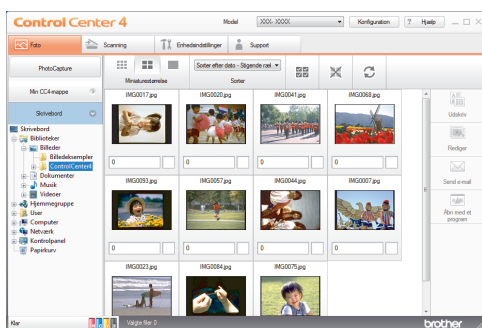 Control Center 4
Model
XXX- XXXX
Konfiguration
?
Hjælp
Foto
Scanning
Enhedsindstillinger
Support
PhotoCapture
Min CC4-mappe
Skrivebord
Miniaturestørrelse
Sorter efter dato - Stigende ræl
Sorter
Skrivebord
Biblioteker
Billeder
Billedeksempler
ControlCenter4
Dokumenter
Musik
Videoer
Hjemmegruppe
User
Computer
Netværk
Kontrolpanel
Papirkurv
IMG0017.jpg
IMG0020.jpg
IMG0041.jpg
IMG0068.jpg
0
0
0
0
IMG0093.jpg
IMG0057.jpg
IMG0044.jpg
IMG0007.jpg
0
0
0
0
IMG0023.jpg
IMG0084.jpg
IMG0075.jpg
Udskriv
Rediger
Send e-mail
Åbn med et
program
Klar
Valgte filer 0
brother